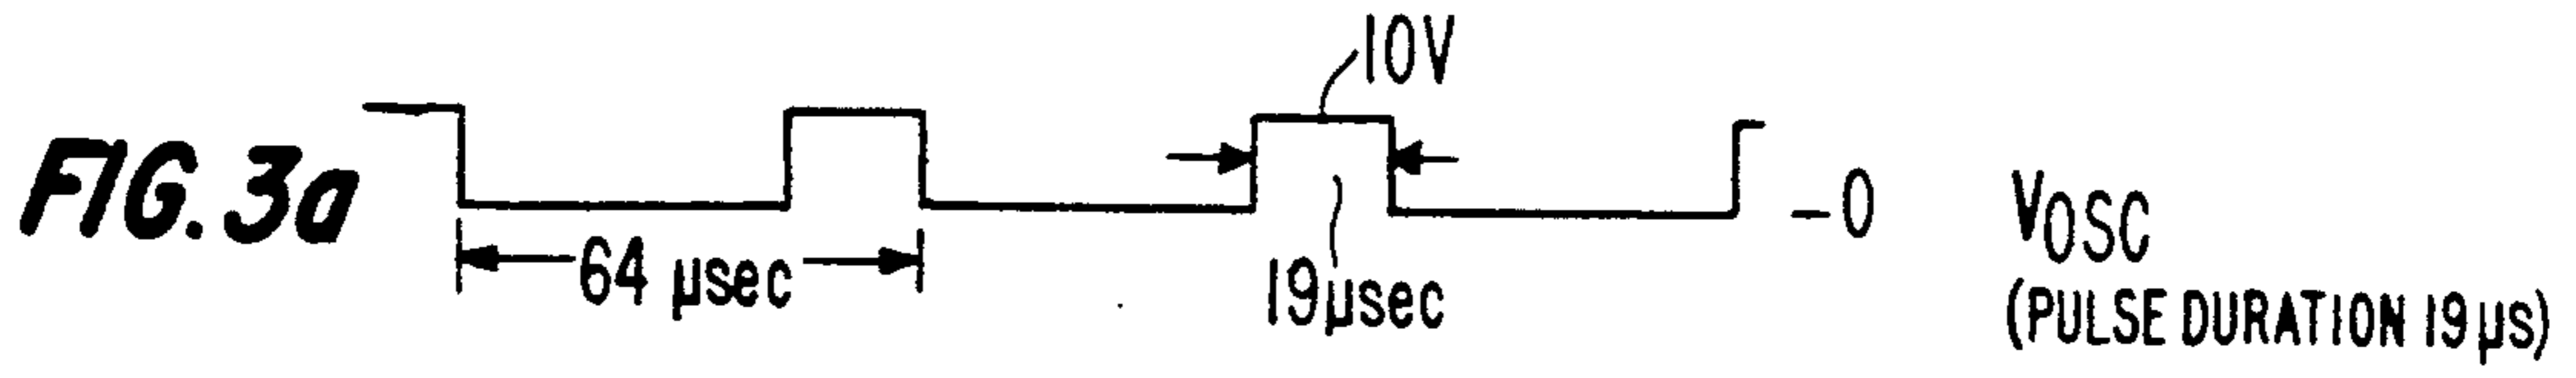 10V
FIG. 3a
-0
VOSC
64 µsec
19µsec
(PULSE DURATION 19µs)